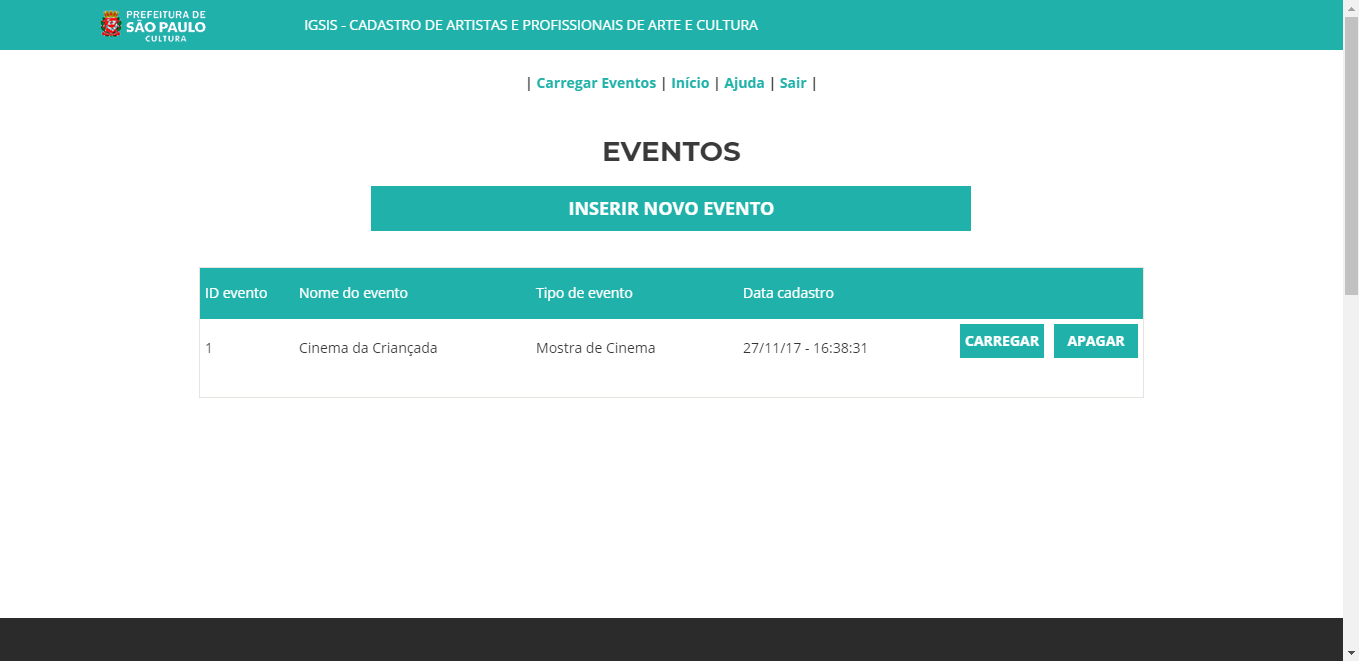 PREFEITURA DE
SÃO PAULO
CULTURA
IGSIS - CADASTRO DE ARTISTAS E PROFISSIONAIS DE ARTE E CULTURA
| Carregar Eventos | Início | Ajuda | Sair |
EVENTOS
INSERIR NOVO EVENTO
ID evento Nome do evento Tipo de evento Data cadastro
1 Cinema da Criançada Mostra de Cinema 27/11/17 - 16:38:31 CARREGAR APAGAR